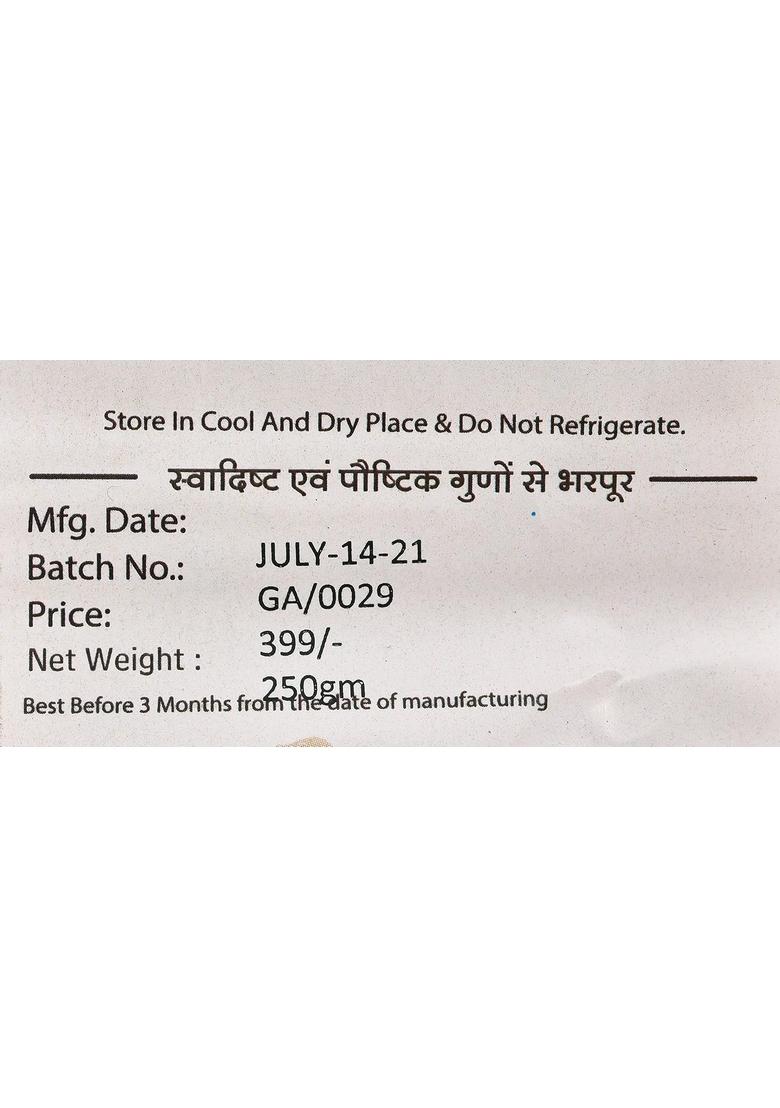 Store In Cool And Dry Place & Do Not Refrigerate.
स्वादिष्ट एवं पौष्टिक गुणों से भरपूर
Mfg. Date: JULY-14-21
Batch No.: GA/0029
Price: 399/-
Net Weight : 250gm
Best Before 3 Months from the date of manufacturing